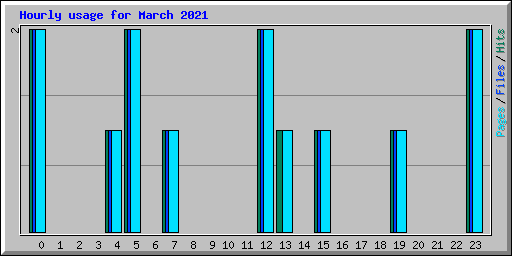 Hourly usage for March 2021
2
Pages/Files/Hits
0 1 2 3 4 5 6 7 8 9 10 11 12 13 14 15 16 17 18 19 20 21 22 23